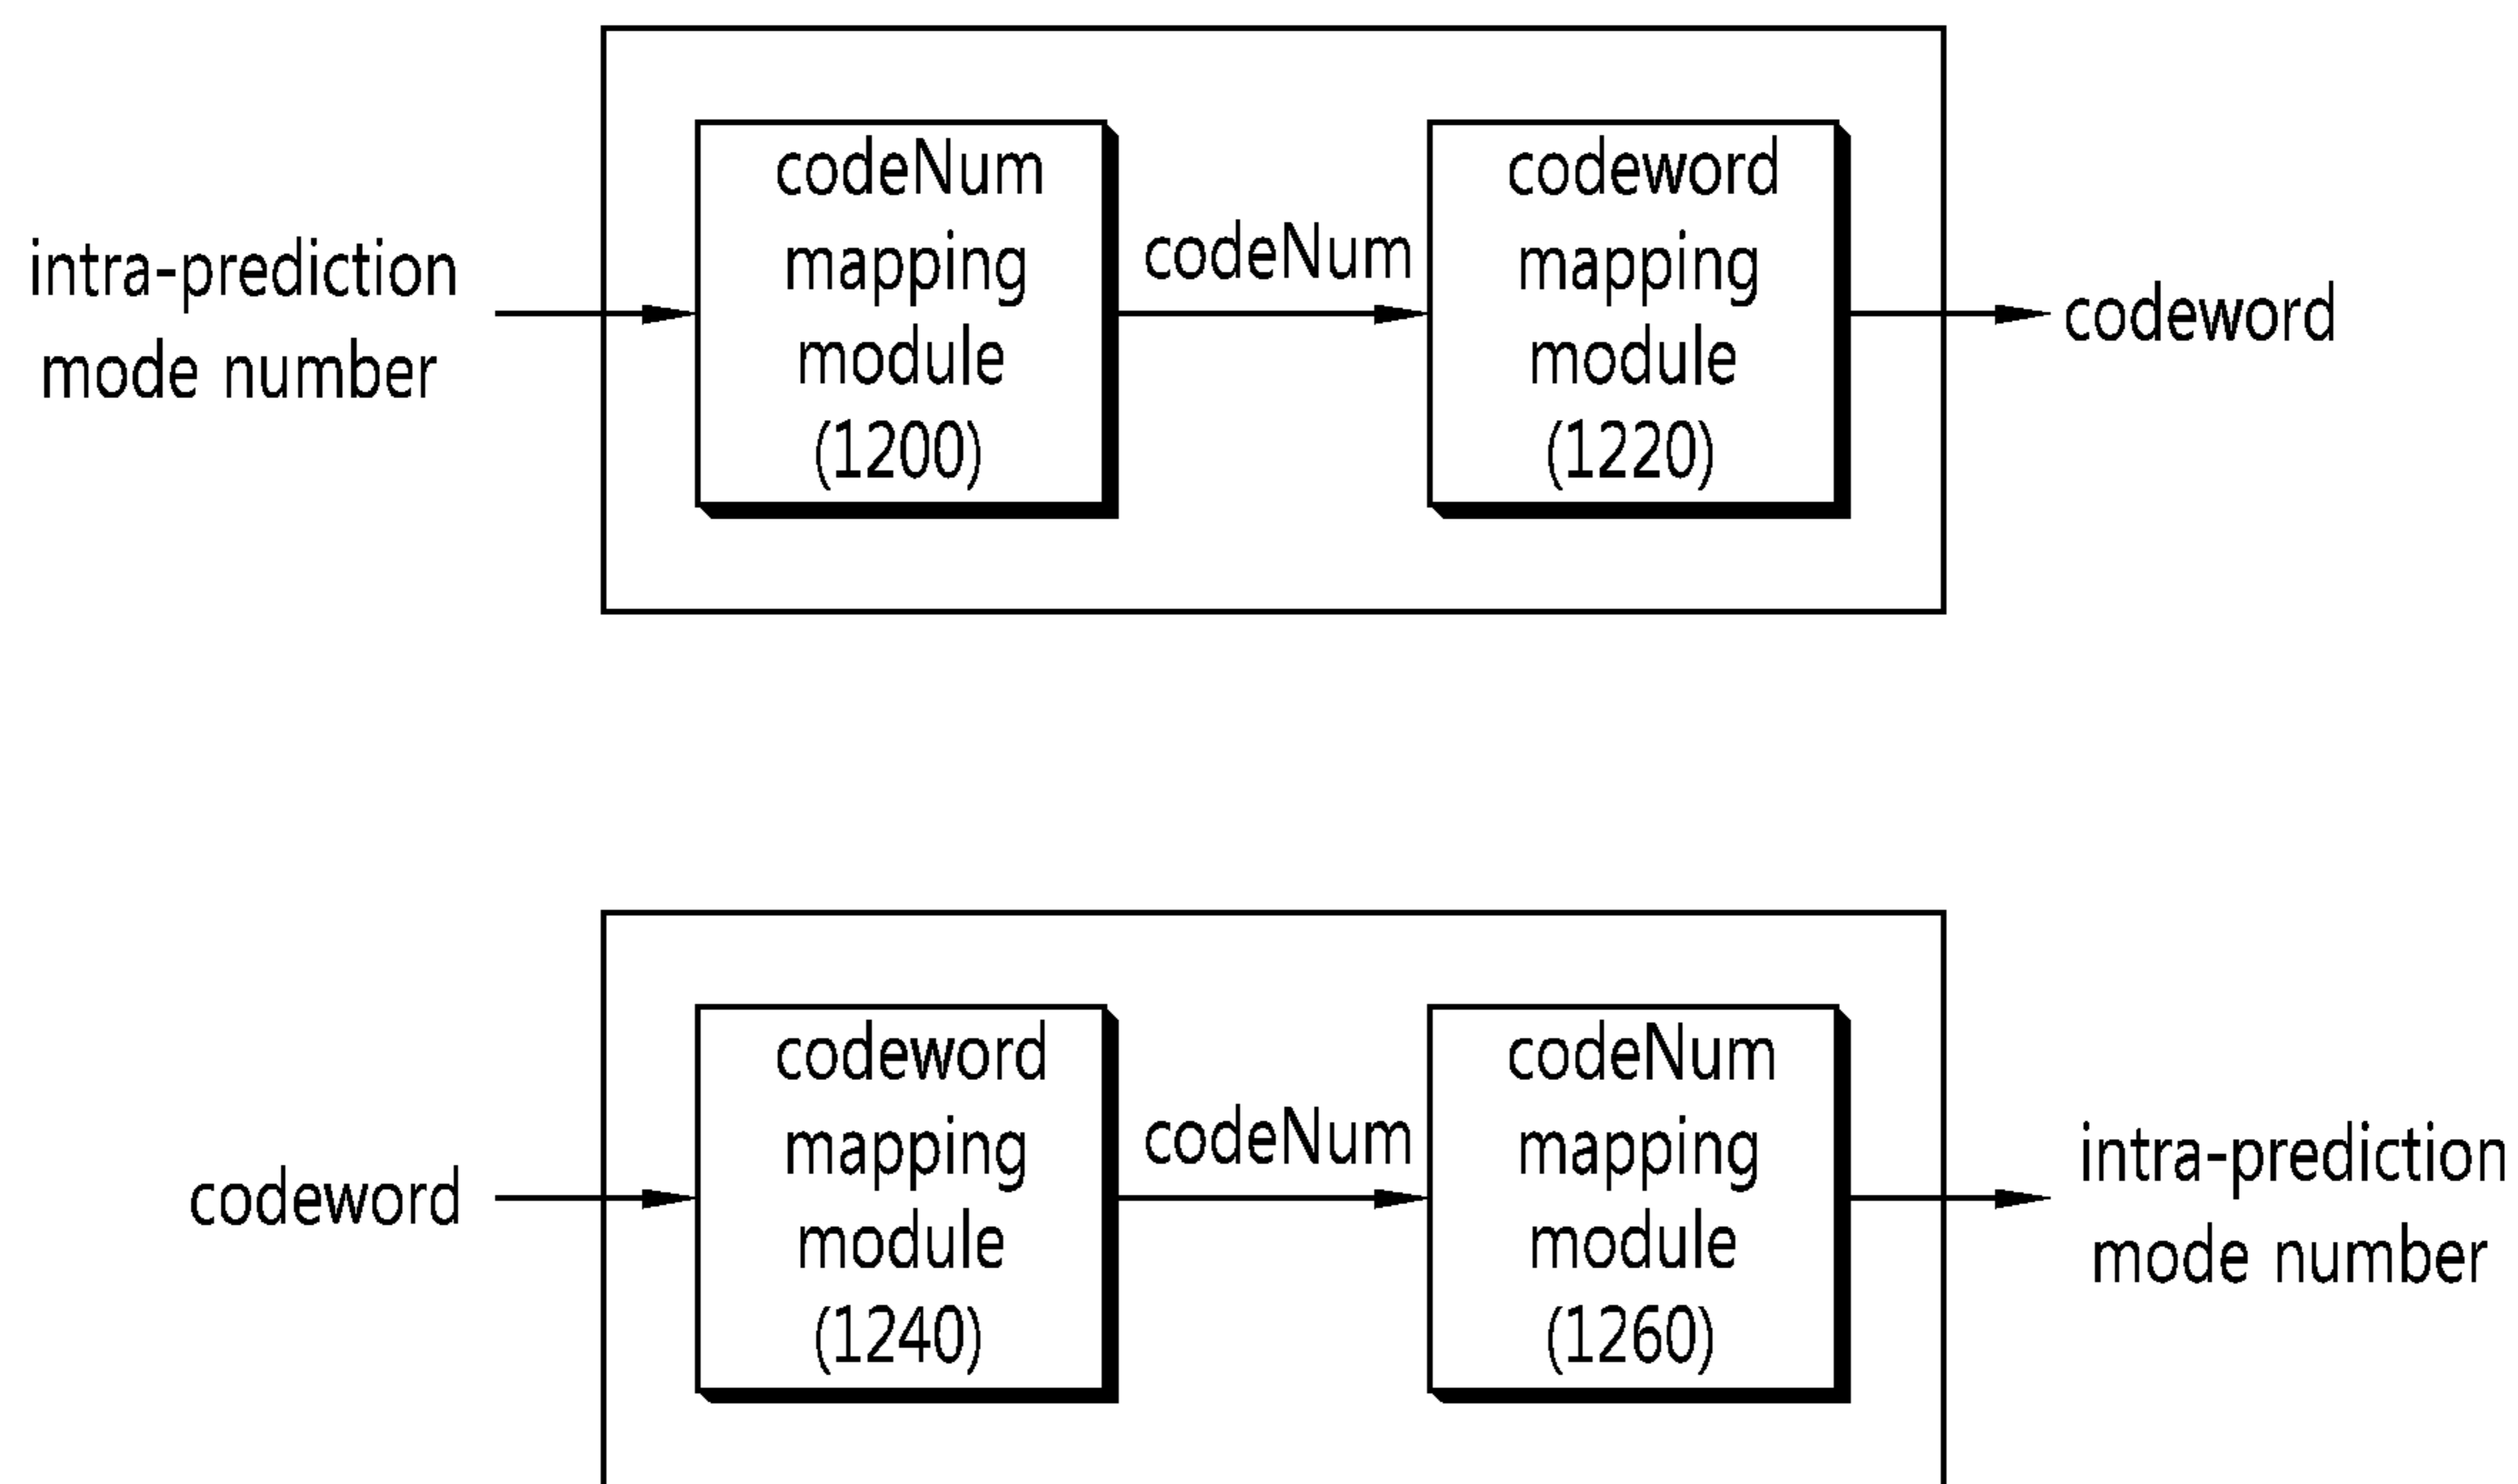 intra-prediction
mode number
codeNum
mapping
module
(1200)
codeNum
codeword
mapping
module
(1220)
codeword
codeword
codeword
mapping
module
(1240)
codeNum
codeNum
mapping
module
(1260)
intra-prediction
mode number